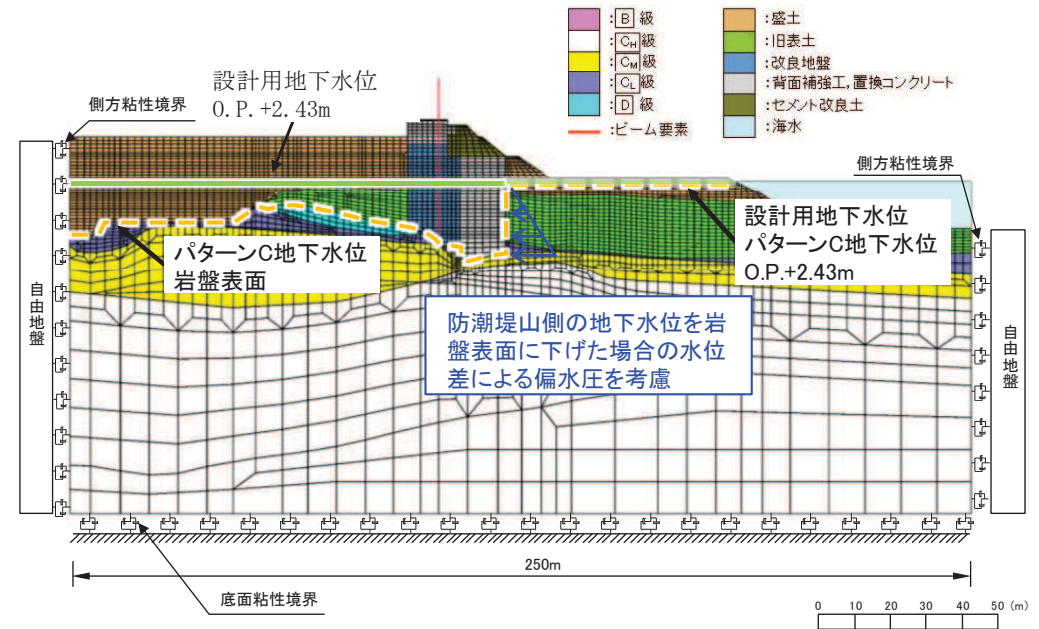 :B 級
:CH級
:CM級
:CL級
:D 級
:ビーム要素
:盛土
:旧表土
:改良地盤
:背面補強工,置換コンクリート
:セメント改良土
:海水
設計用地下水位
O.P.+2.43m
側方粘性境界
側方粘性境界
自由地盤
パターンC地下水位
岩盤表面
設計用地下水位
パターンC地下水位
O.P.+2.43m
防潮堤山側の地下水位を岩
盤表面に下げた場合の水位
差による偏水圧を考慮
自由地盤
250m
底面粘性境界
0 10 20 30 40 50 (m)